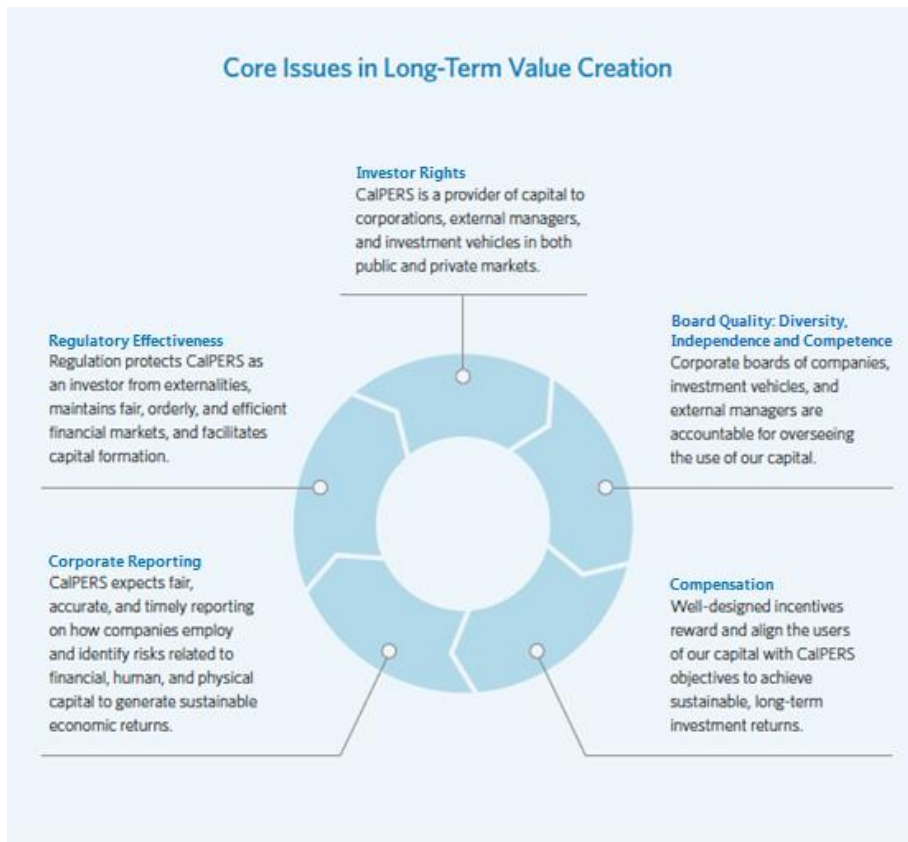 Core Issues in Long-Term Value Creation
Investor Rights
CalPERS is a provider of capital to
corporations, external managers,
and investment vehicles in both
public and private markets.
Board Quality: Diversity,
Independence and Competence
Corporate boards of companies,
investment vehicles, and
external managers are
accountable for overseeing
the use of our capital.
Compensation
Well-designed incentives
reward and align the users
of our capital with CalPERS
objectives to achieve
sustainable, long-term
investment returns.
Corporate Reporting
CalPERS expects fair,
accurate, and timely reporting
on how companies employ
and identify risks related to
financial, human, and physical
capital to generate sustainable
economic returns.
Regulatory Effectiveness
Regulation protects CalPERS as
an investor from externalities,
maintains fair, orderly, and efficient
financial markets, and facilitates
capital formation.